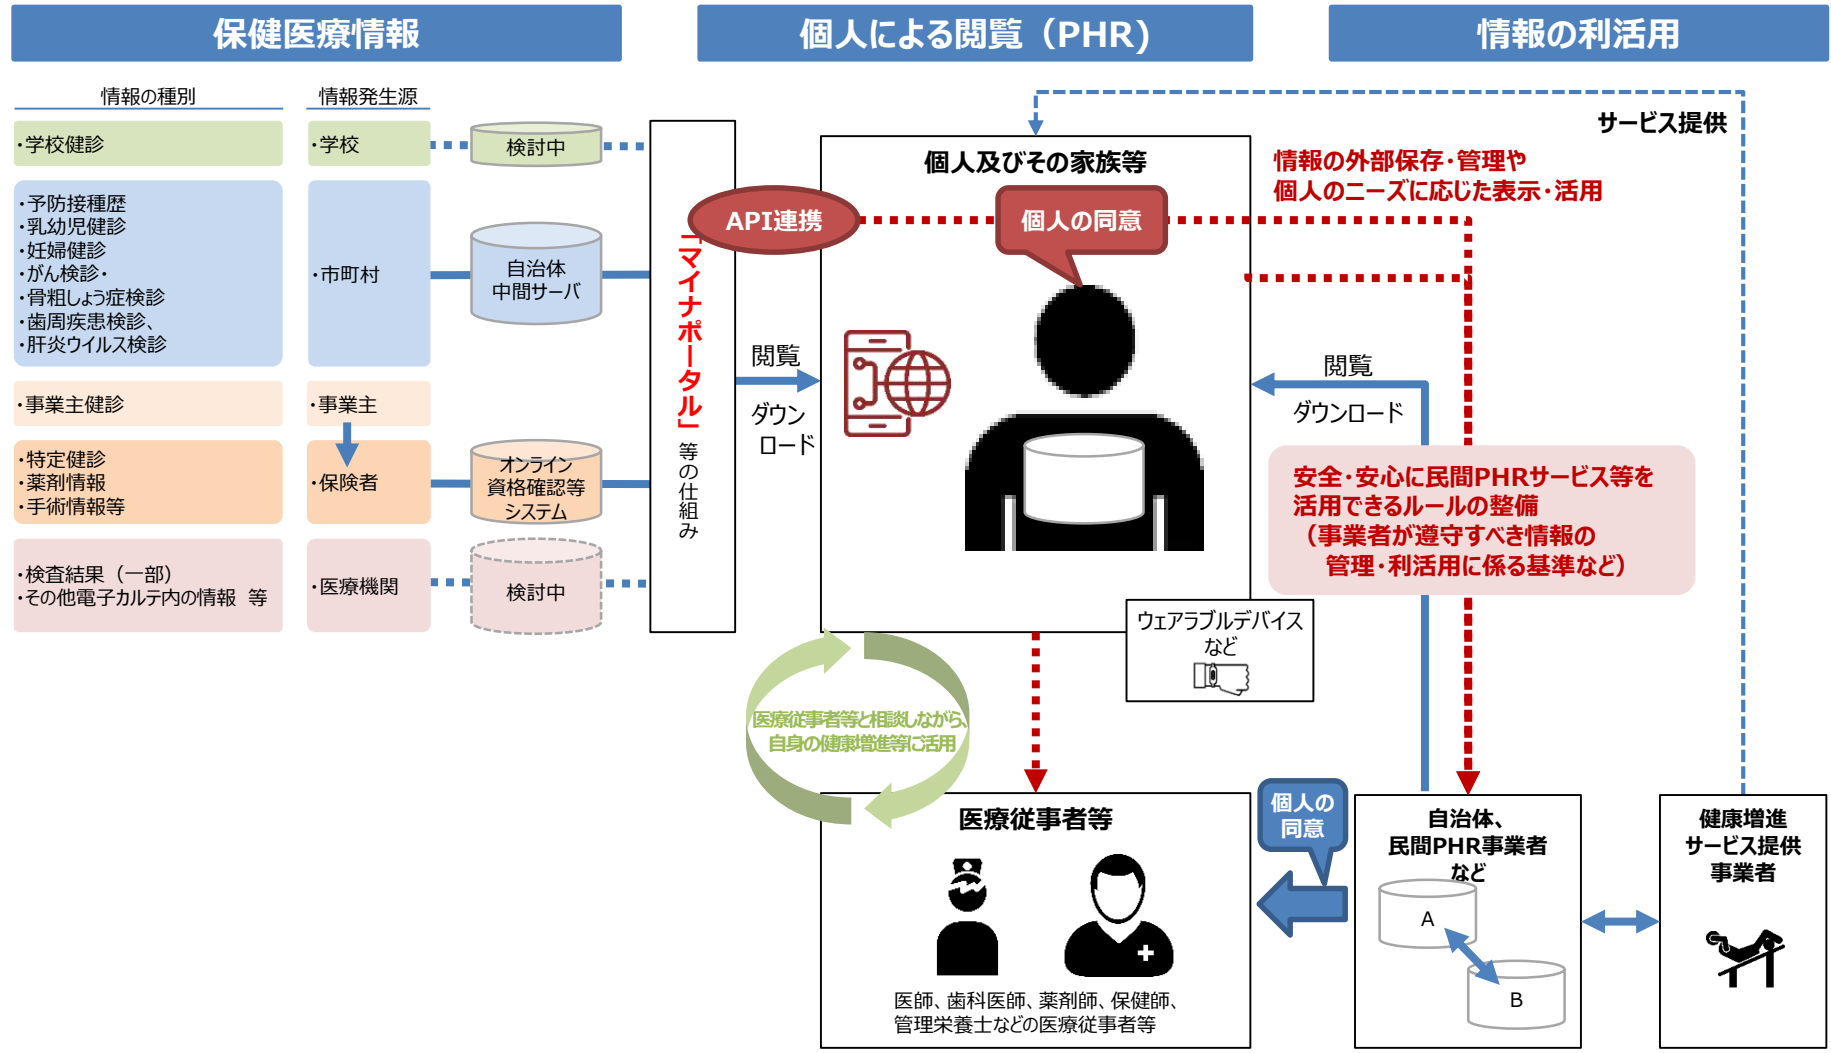 保健医療情報
個人による閲覧（PHR）
情報の利活用
情報の種別
情報発生源
・学校健診
・学校
検討中
・予防接種歴
・乳幼児健診
・妊婦健診
・がん検診・
・骨粗しょう症検診
・歯周疾患検診、
・肝炎ウイルス検診
・市町村
自治体
中間サーバ
・事業主健診
・事業主
・特定健診
・薬剤情報
・手術情報等
・保険者
オンライン
資格確認等
システム
・検査結果（一部）
・その他電子カルテ内の情報　等
・医療機関
検討中
「マイナポータル」等の仕組み
API連携
閲覧
ダウン
ロード
個人及びその家族等
個人の同意
サービス提供
情報の外部保存・管理や
個人のニーズに応じた表示・活用
閲覧
ダウンロード
安全・安心に民間PHRサービス等を
活用できるルールの整備
（事業者が遵守すべき情報の
管理・利活用に係る基準など）
ウェアラブルデバイス
など
医療従事者等と相談しながら、
自身の健康増進等に活用
医療従事者等
医師、歯科医師、薬剤師、保健師、
管理栄養士などの医療従事者等
個人の
同意
自治体、
民間PHR事業者
など
A
B
健康増進
サービス提供
事業者